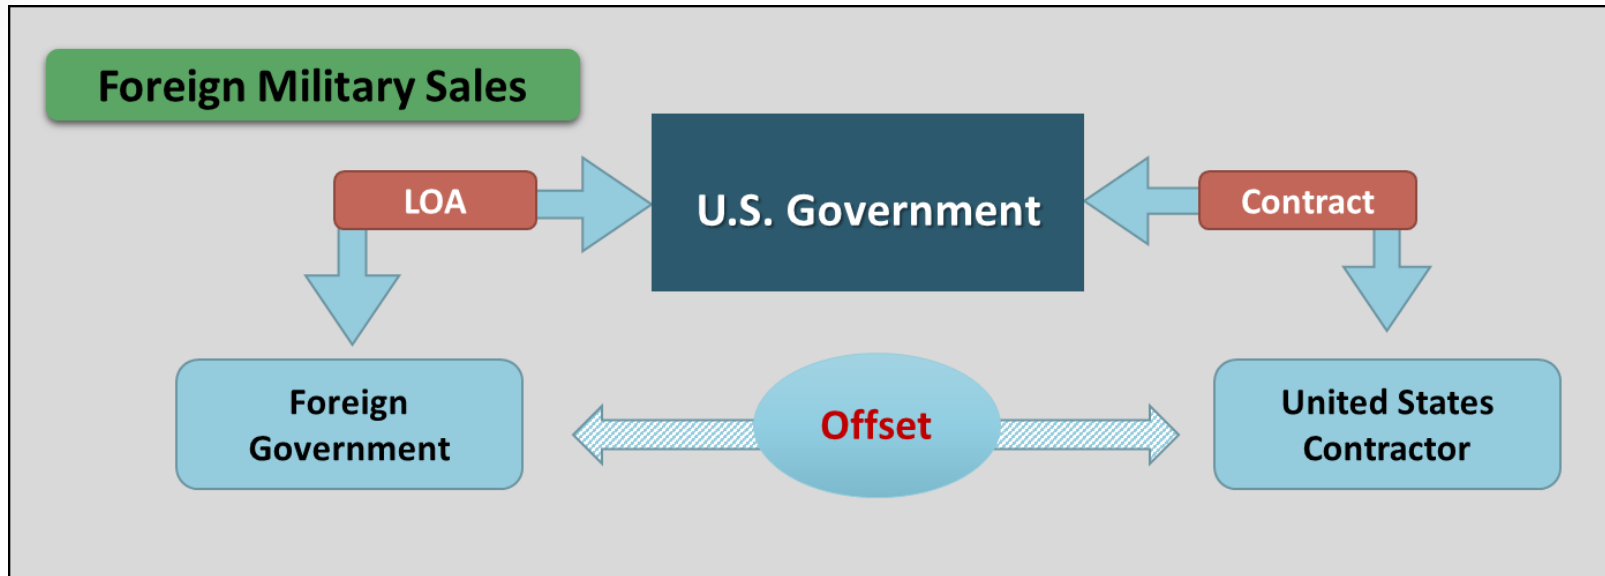 Foreign Military Sales
LOA
U.S. Government
Contract
Foreign
Government
Offset
United States
Contractor